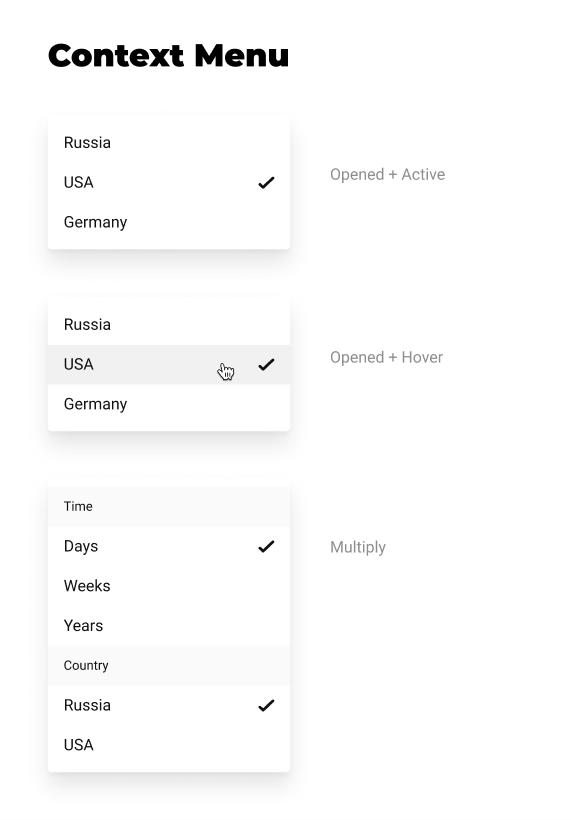 Context Menu
Russia
USA
Germany
Opened + Active
Russia
USA
Germany
Opened + Hover
Time
Days
Weeks
Years
Country
Russia
USA
Multiply